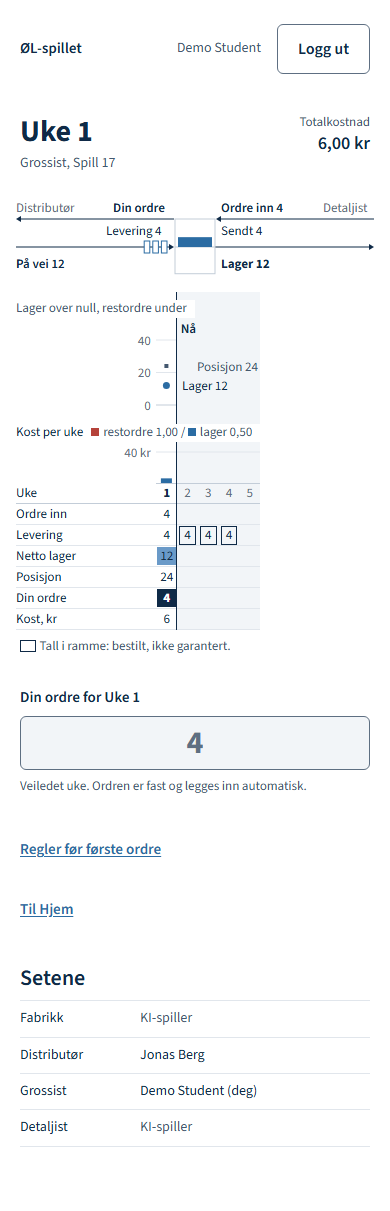 ØL-spillet Demo Student Logg ut
Uke 1 Totalkostnad
Grossist, Spill 17 6,00 kr
Distributør Din ordre Ordre inn 4 Detaljist
Levering 4 Sendt 4
På vei 12 Lager 12
Lager over null, restordre under
Nå
40
Posisjon 24
20
Lager 12
0
Kost per uke restordre 1,00 / lager 0,50
40 kr
Uke 1 2 3 4 5
Ordre inn 4
Levering 4 4 4 4
Netto lager 12
Posisjon 24
Din ordre 4
Kost, kr 6
Tall i ramme: bestilt, ikke garantert.
Din ordre for Uke 1
4
Veiledet uke. Ordren er fast og legges inn automatisk.
Regler før første ordre
Til Hjem
Setene
Fabrikk KI-spiller
Distributør Jonas Berg
Grossist Demo Student (deg)
Detaljist KI-spiller